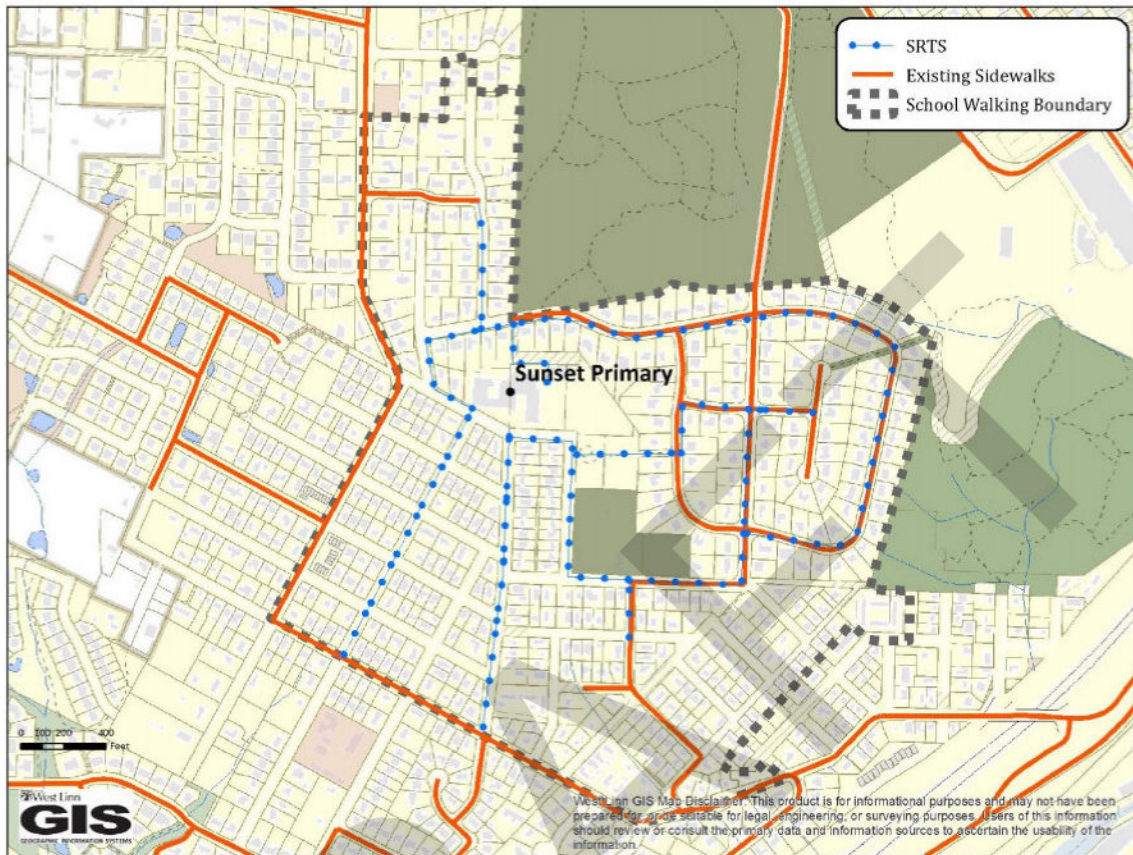 SRTS
Existing Sidewalks
School Walking Boundary
Sunset Primary
0 100 200 400
Feet
West Linn
GIS
GEOGRAPHIC INFORMATION SYSTEMS
West Linn GIS Map Disclaimer: This product is for informational purposes and may not have been
prepared for, or be suitable for legal, engineering, or surveying purposes. Users of this information
should review or consult the primary data and information sources to ascertain the usability of the
information.